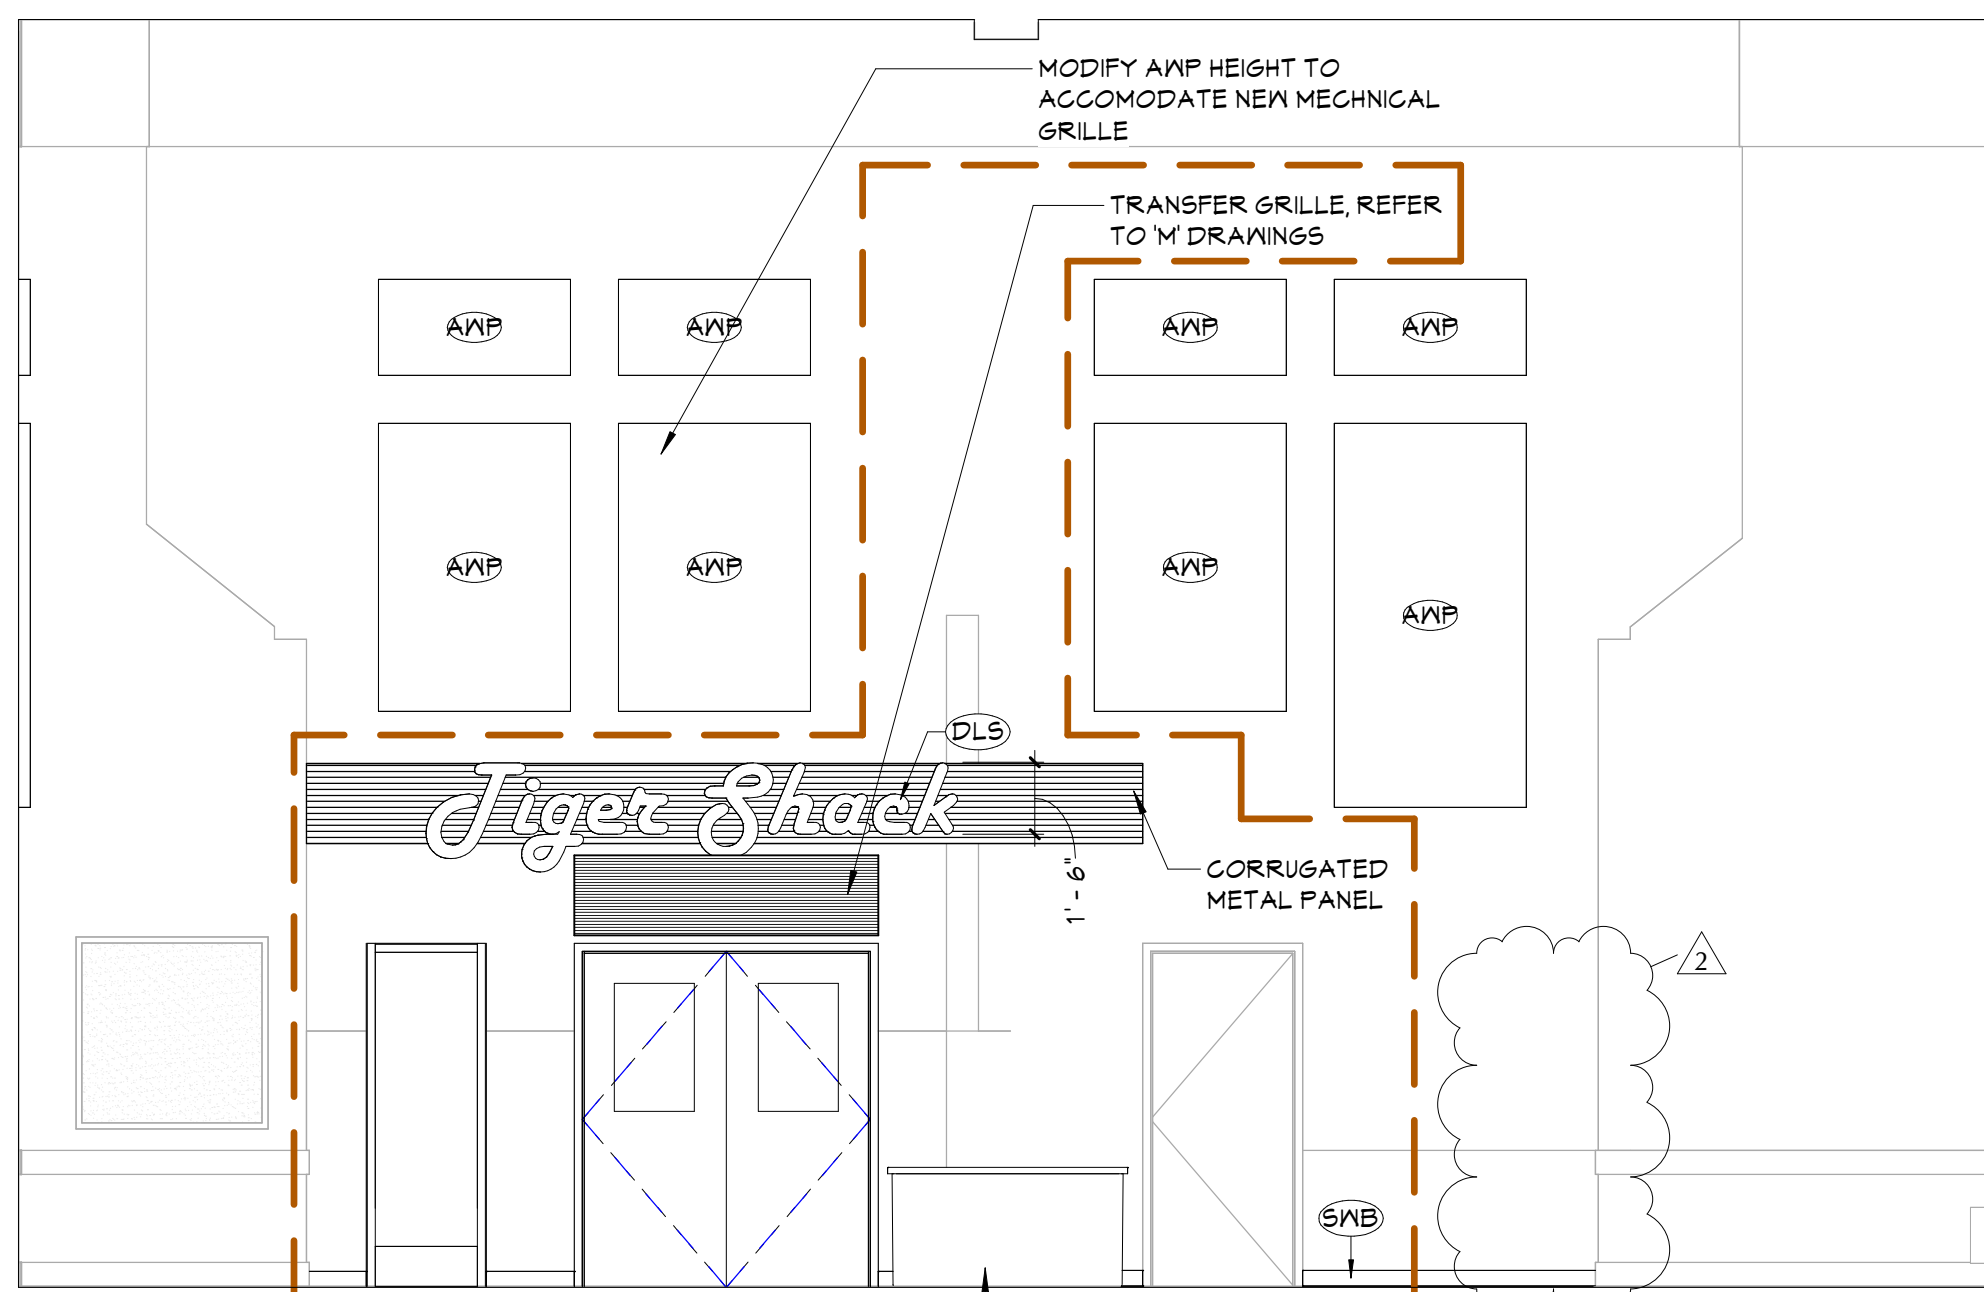 MODIFY AWP HEIGHT TO
ACCOMODATE NEW MECHNICAL
GRILLE
TRANSFER GRILLE, REFER
TO 'M' DRAWINGS
AWP
AWP
AWP
AWP
AWP
AWP
AWP
AWP
DLS
Tiger Shack
1' - 6"
CORRUGATED
METAL PANEL
2
SWB